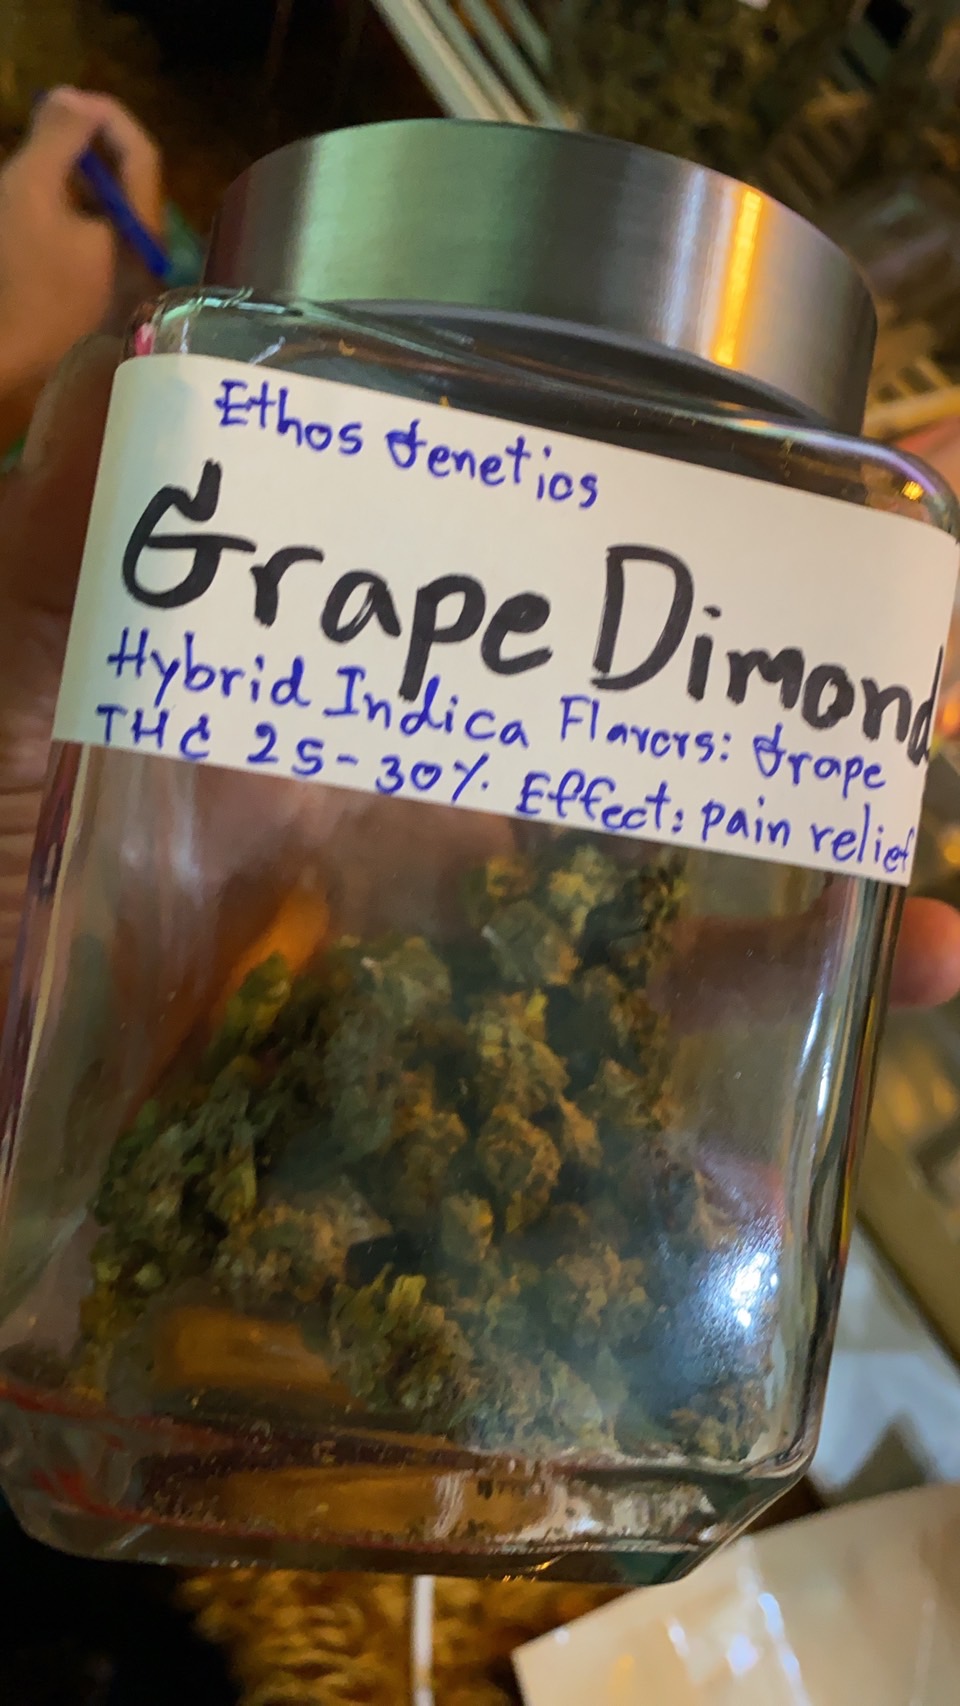 Ethos Genetics
Grape Dimond
Hybrid Indica Flavors: Grape
THC 25-30% Effect: pain relief